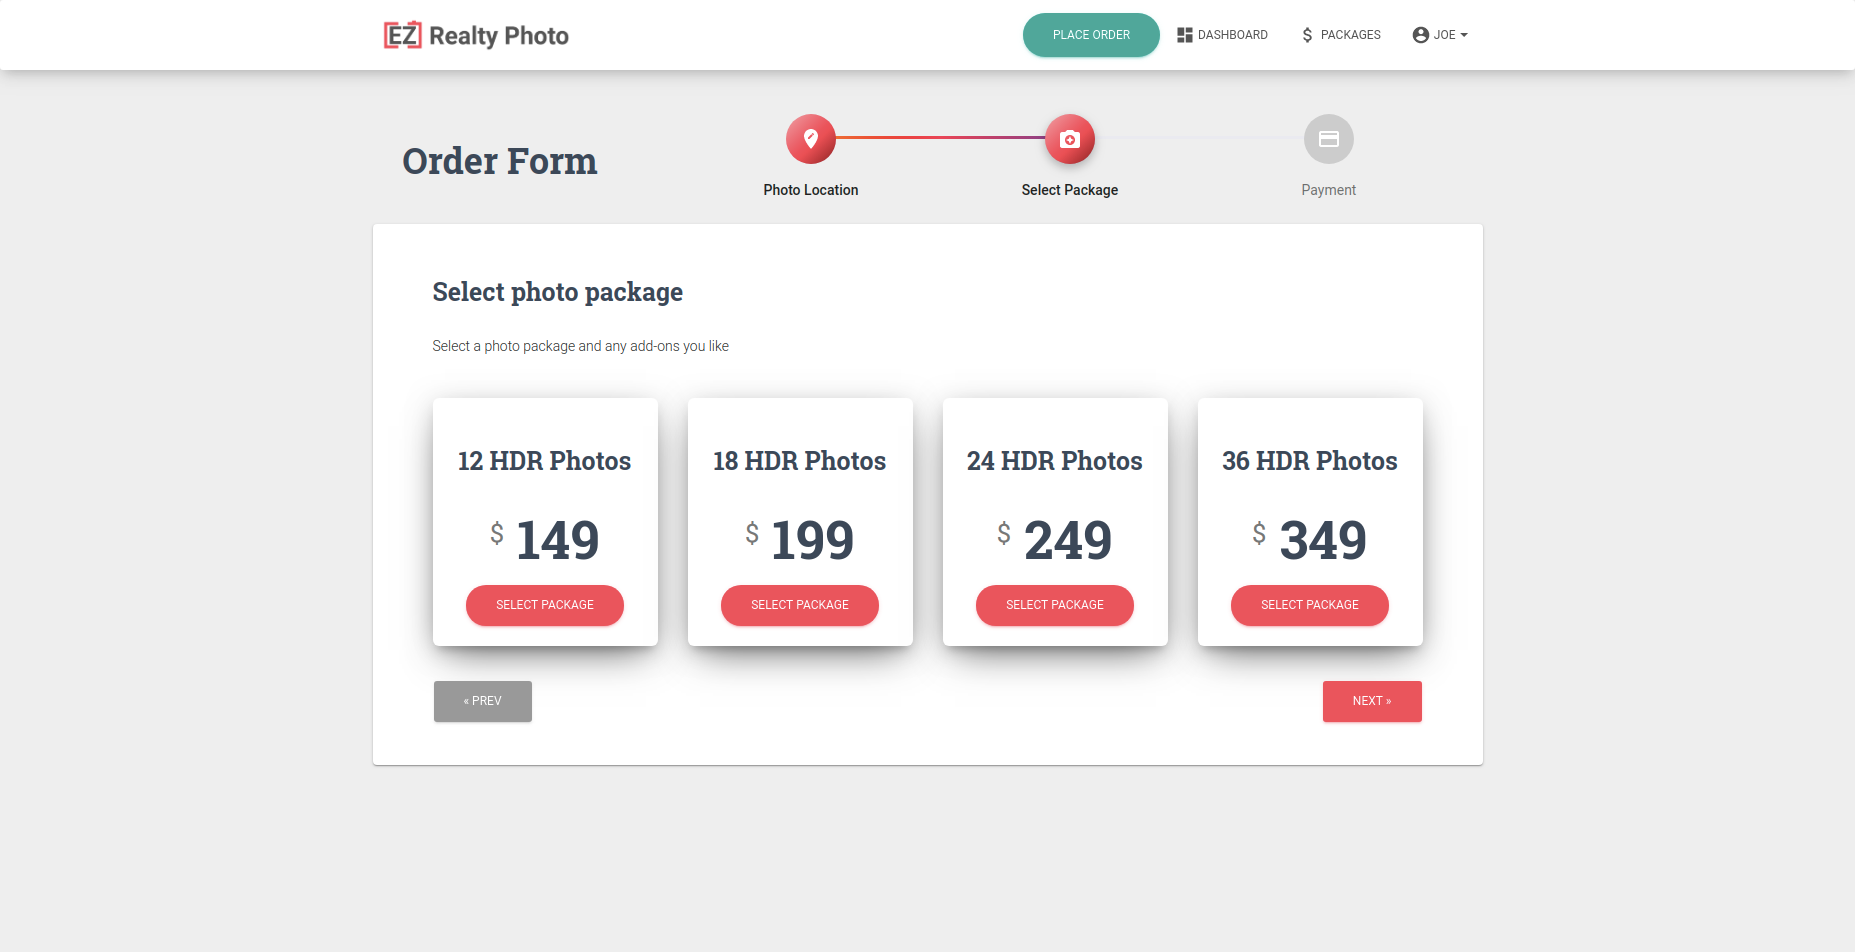 EZ Realty Photo
PLACE ORDER
DASHBOARD
$ PACKAGES
JOE
Order Form
Photo Location
Select Package
Payment
Select photo package
Select a photo package and any add-ons you like
12 HDR Photos
$ 149
SELECT PACKAGE
18 HDR Photos
$ 199
SELECT PACKAGE
24 HDR Photos
$ 249
SELECT PACKAGE
36 HDR Photos
$ 349
SELECT PACKAGE
« PREV
NEXT »